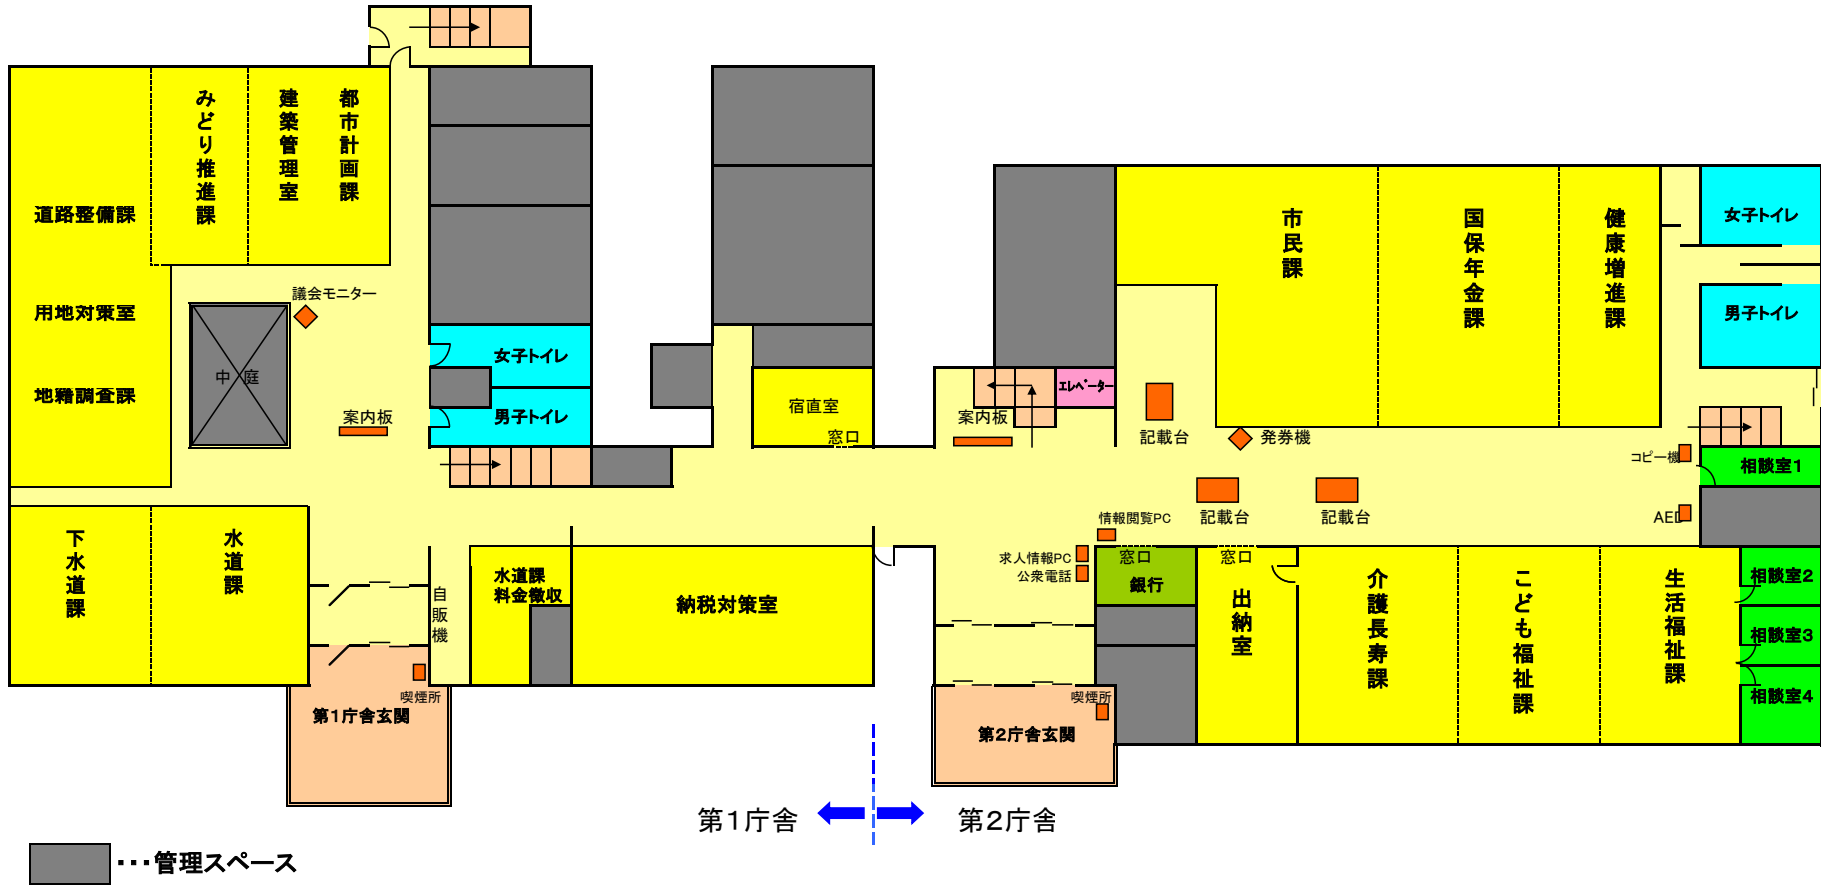 みどり推進課
建築管理室
都市計画課
道路整備課
用地対策室
地籍調査課
議会モニター
中庭
案内板
女子トイレ
男子トイレ
下水道課
水道課
自販機
水道課
料金徴収
納税対策室
喫煙所
第1庁舎玄関
宿直室
窓口
案内板
エレベーター
市民課
国保年金課
健康増進課
女子トイレ
男子トイレ
記載台
発券機
記載台
記載台
コピー機
相談室1
AED
情報閲覧PC
求人情報PC
公衆電話
窓口
銀行
窓口
出納室
介護長寿課
こども福祉課
生活福祉課
相談室2
相談室3
相談室4
喫煙所
第2庁舎玄関
第1庁舎
第2庁舎
・・・管理スペース